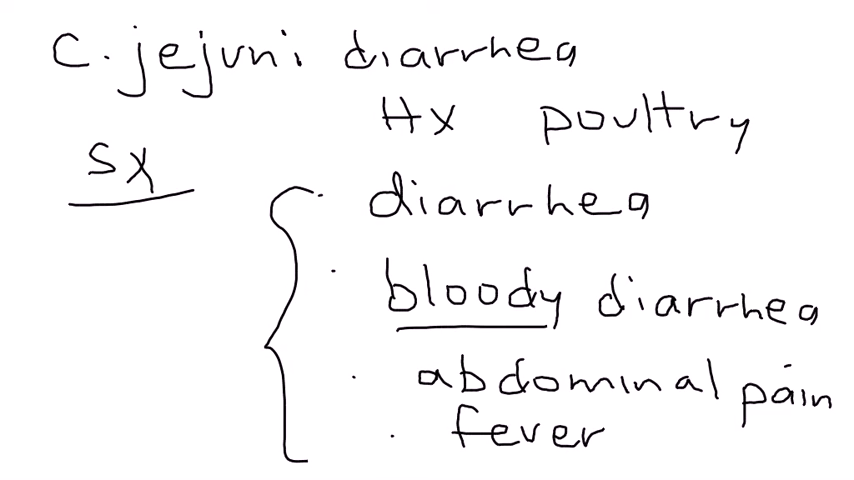 C. jejuni diarrhea
Hx poultry
Sx
diarrhea
bloody diarrhea
abdominal pain
fever